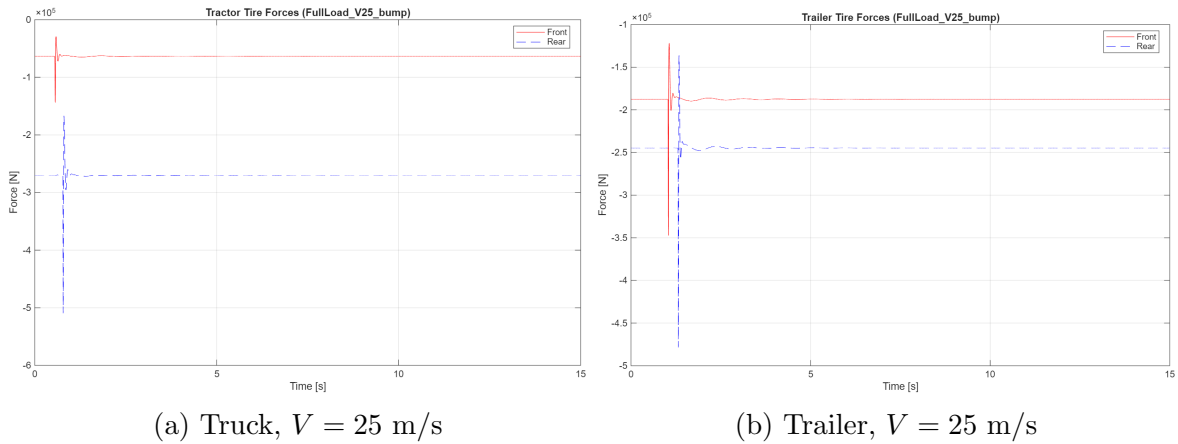 Tractor Tire Forces (FullLoad_V25_bump)
×10⁵
Front
Rear
0
-1
-2
-3
-4
-5
-6
Force [N]
0
5
10
15
Time [s]
(a) Truck, V = 25 m/s
Trailer Tire Forces (FullLoad_V25_bump)
×10⁵
Front
Rear
-1
-1.5
-2
-2.5
-3
-3.5
-4
-4.5
-5
Force [N]
0
5
10
15
Time [s]
(b) Trailer, V = 25 m/s